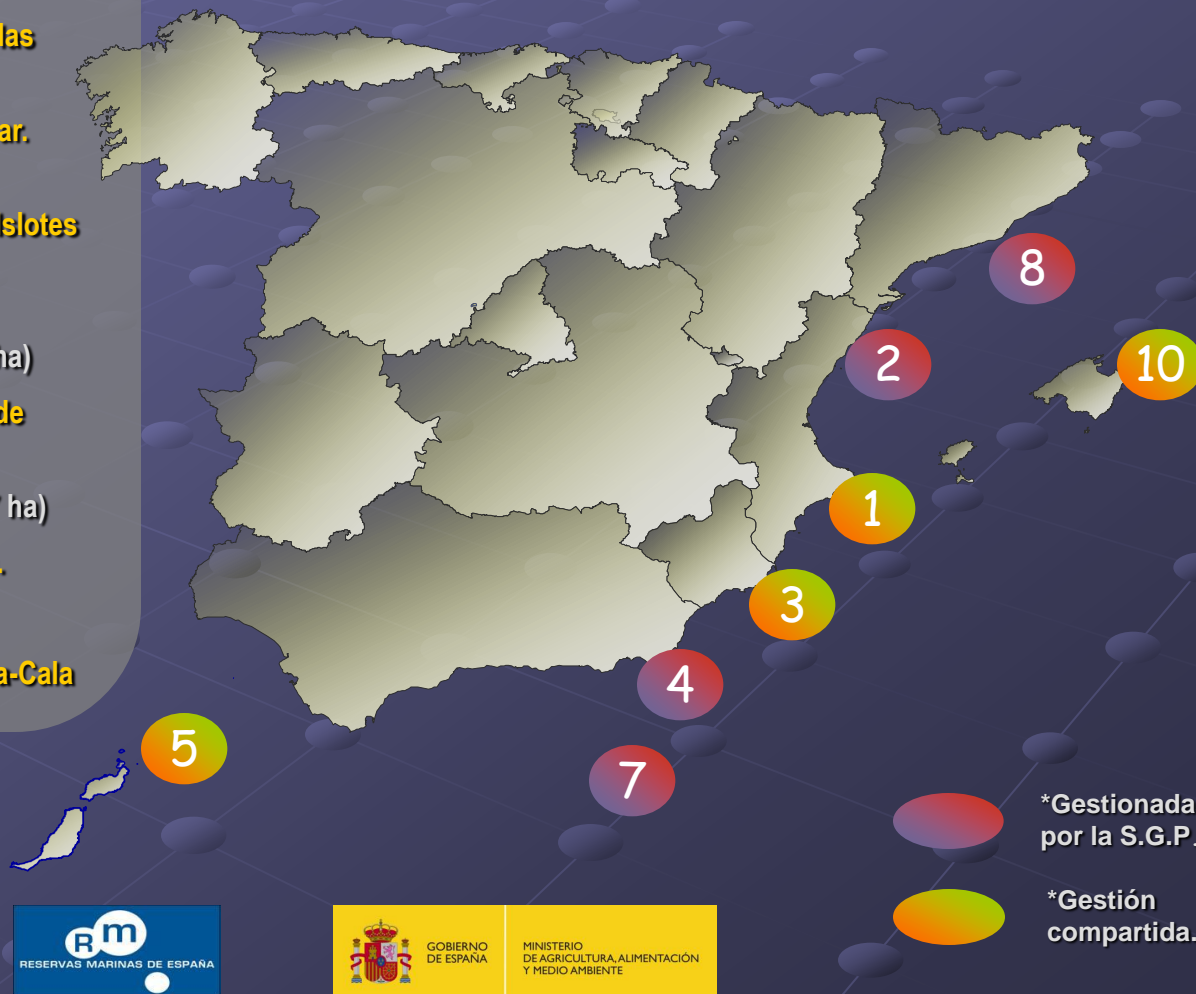 las
ar.
Islotes
ha)
de
ha)
a-Cala
8
2
10
1
3
4
5
7
*Gestionada
por la S.G.P.
*Gestión
compartida.
Rm
RESERVAS MARINAS DE ESPAÑA
GOBIERNO
DE ESPAÑA
MINISTERIO
DE AGRICULTURA, ALIMENTACIÓN
Y MEDIO AMBIENTE